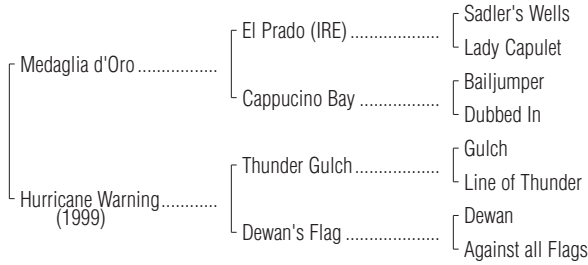 Sadler's Wells
El Prado (IRE) ....................
Lady Capulet
Medaglia d'Oro ..................
Bailjumper
Cappucino Bay ..................
Dubbed In
Gulch
Thunder Gulch ...................
Line of Thunder
Hurricane Warning ............
(1999)
Dewan
Dewan's Flag .....................
Against all Flags